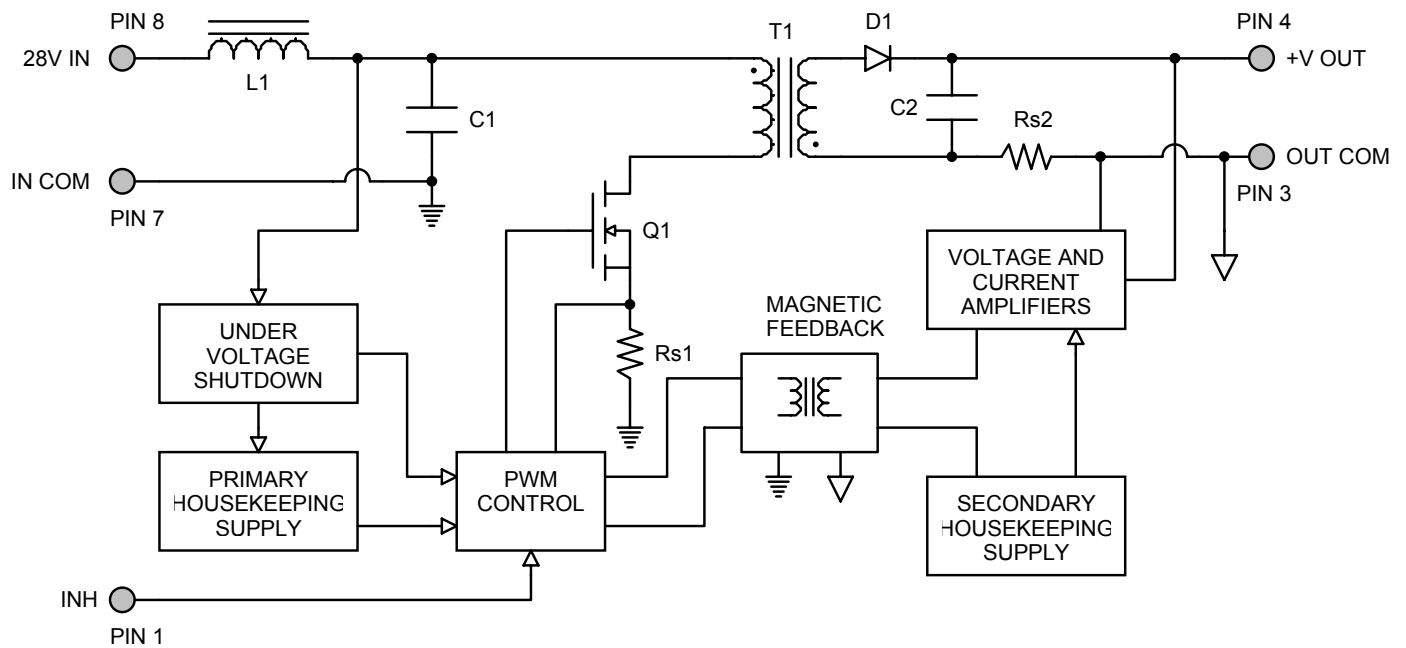 PIN 8
28V IN
L1
C1
IN COM
PIN 7
T1
D1
C2
Rs2
PIN 4
+V OUT
OUT COM
PIN 3
Q1
Rs1
UNDER
VOLTAGE
SHUTDOWN
MAGNETIC
FEEDBACK
VOLTAGE AND
CURRENT
AMPLIFIERS
PRIMARY
HOUSEKEEPING
SUPPLY
PWM
CONTROL
SECONDARY
HOUSEKEEPING
SUPPLY
INH
PIN 1